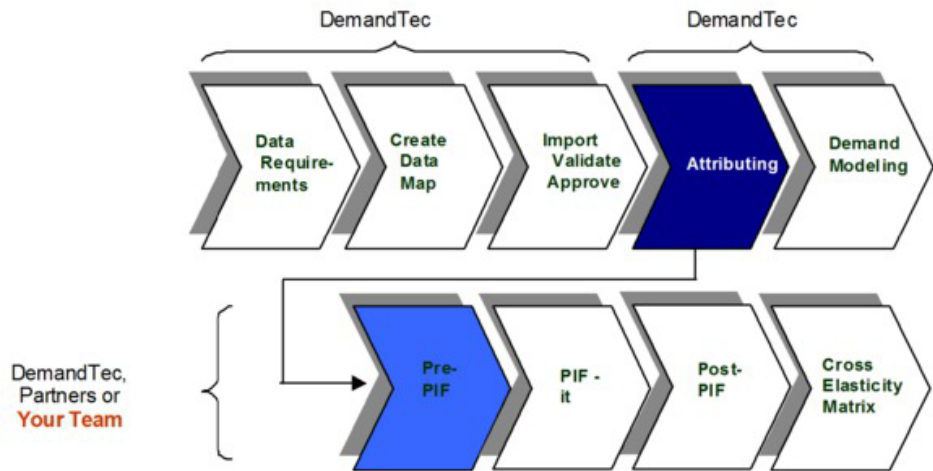 DemandTec
DemandTec
Data
Require-
ments
Create
Data
Map
Import
Validate
Approve
Attributing
Demand
Modeling
DemandTec,
Partners or
Your Team
Pre-
PIF
PIF - it
Post-
PIF
Cross
Elasticity
Matrix